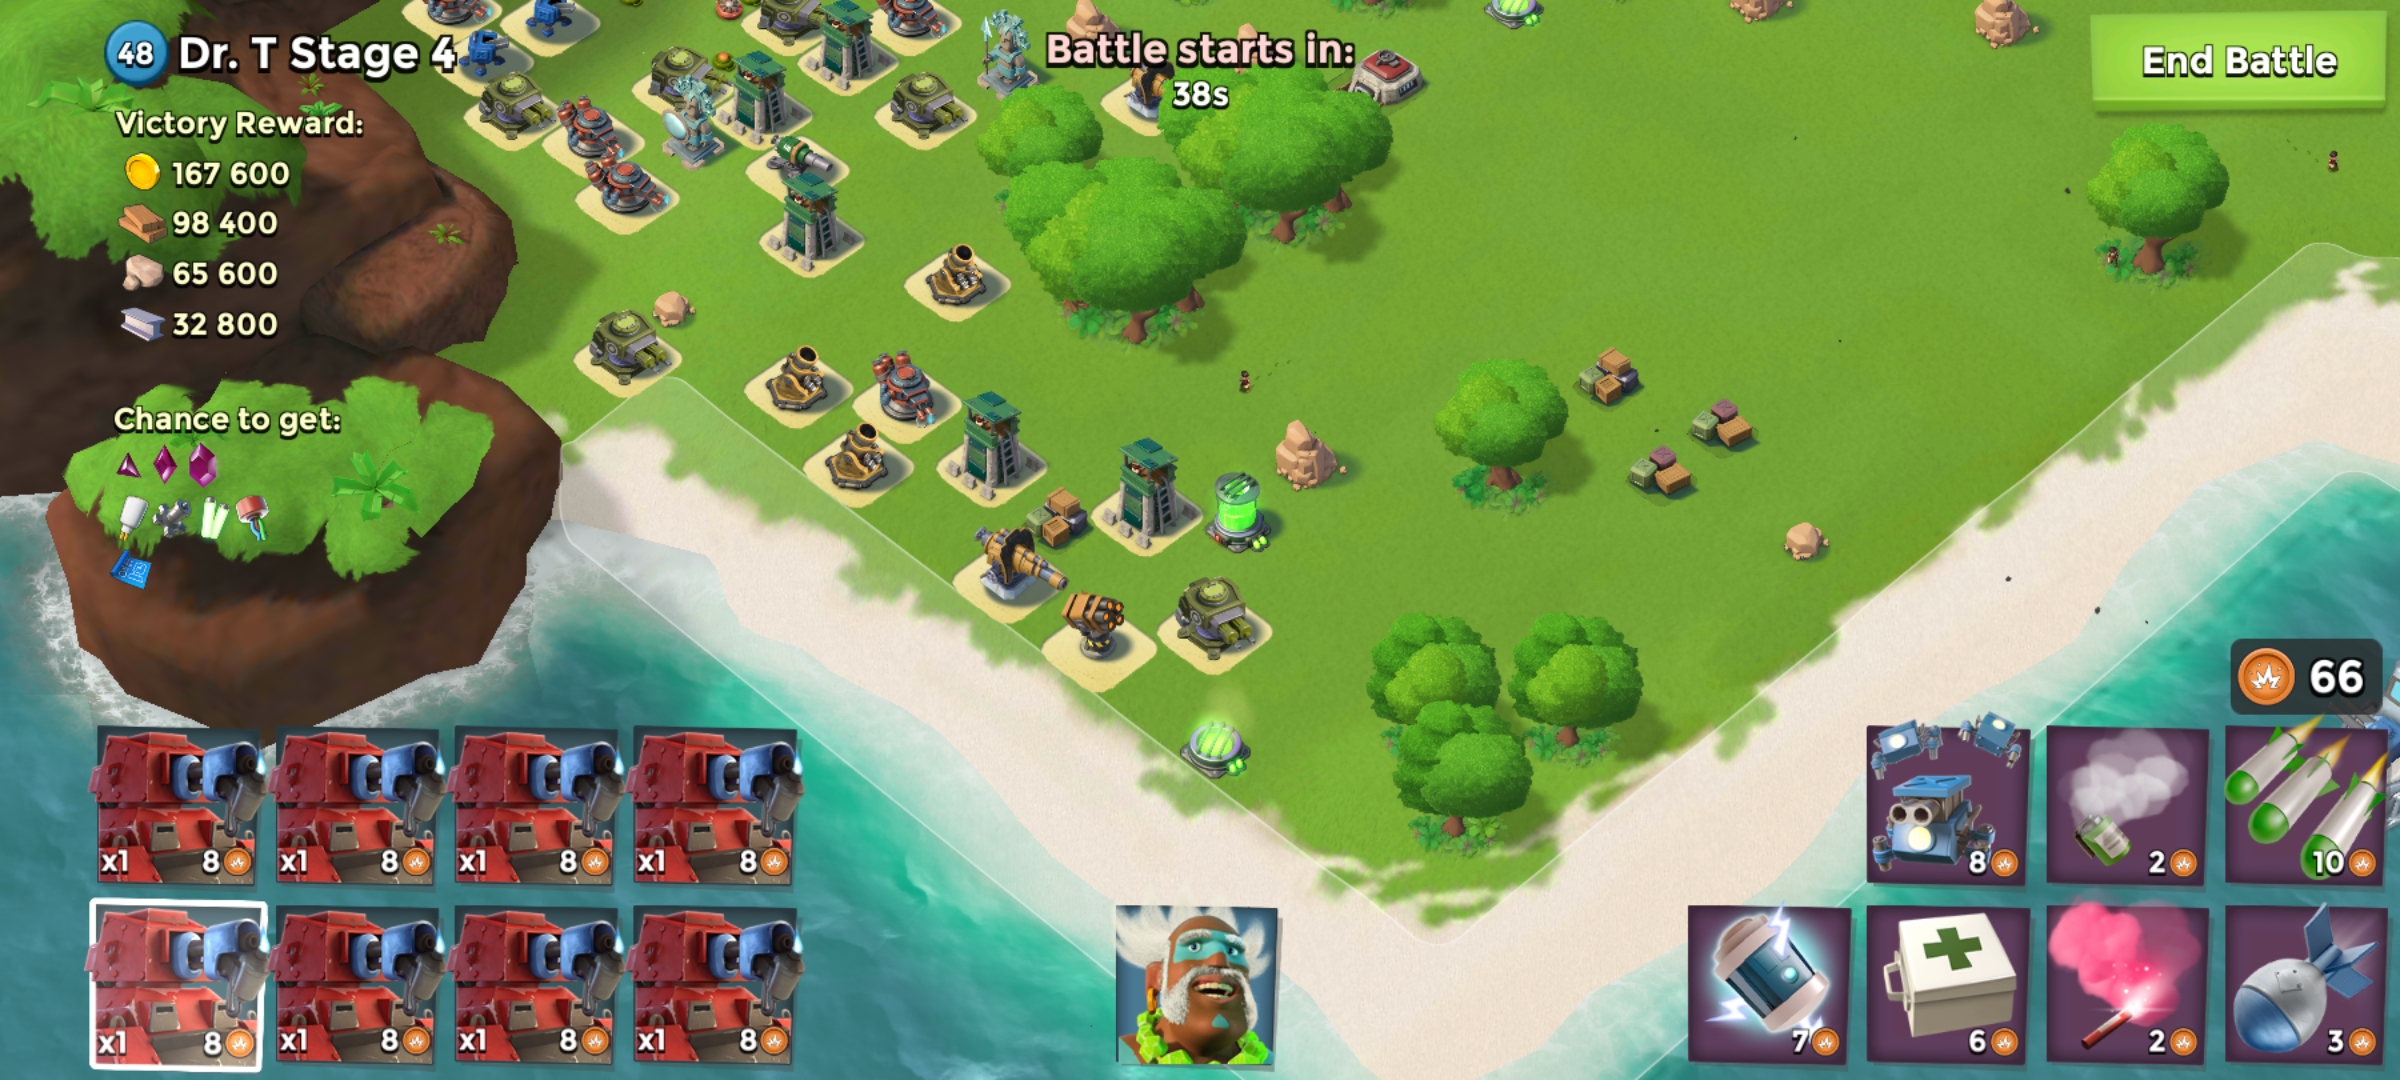 48 Dr. T Stage 4
Battle starts in:
38s
End Battle
Victory Reward:
167 600
98 400
65 600
32 800
Chance to get:
66
x1 8
x1 8
x1 8
x1 8
8
2
10
x1 8
x1 8
x1 8
x1 8
7
6
2
3